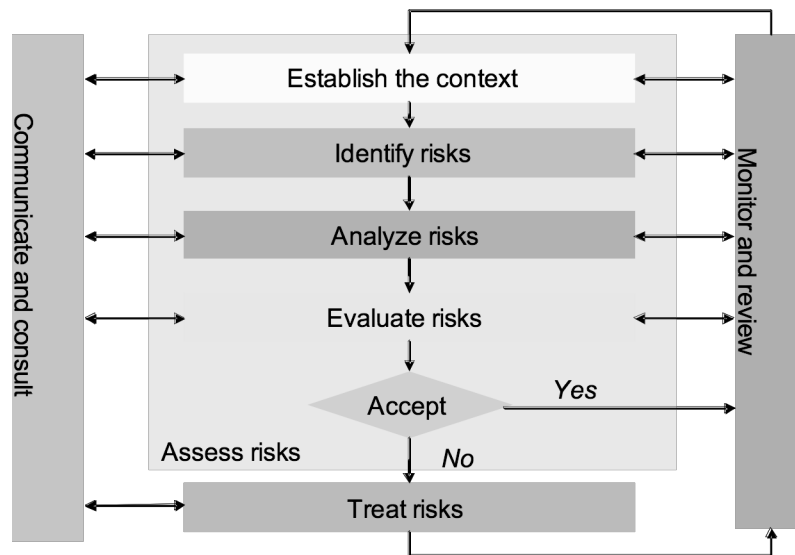 Establish the context
Communicate and consult
Identify risks
Monitor and review
Analyze risks
Evaluate risks
Accept
Yes
Assess risks
No
Treat risks